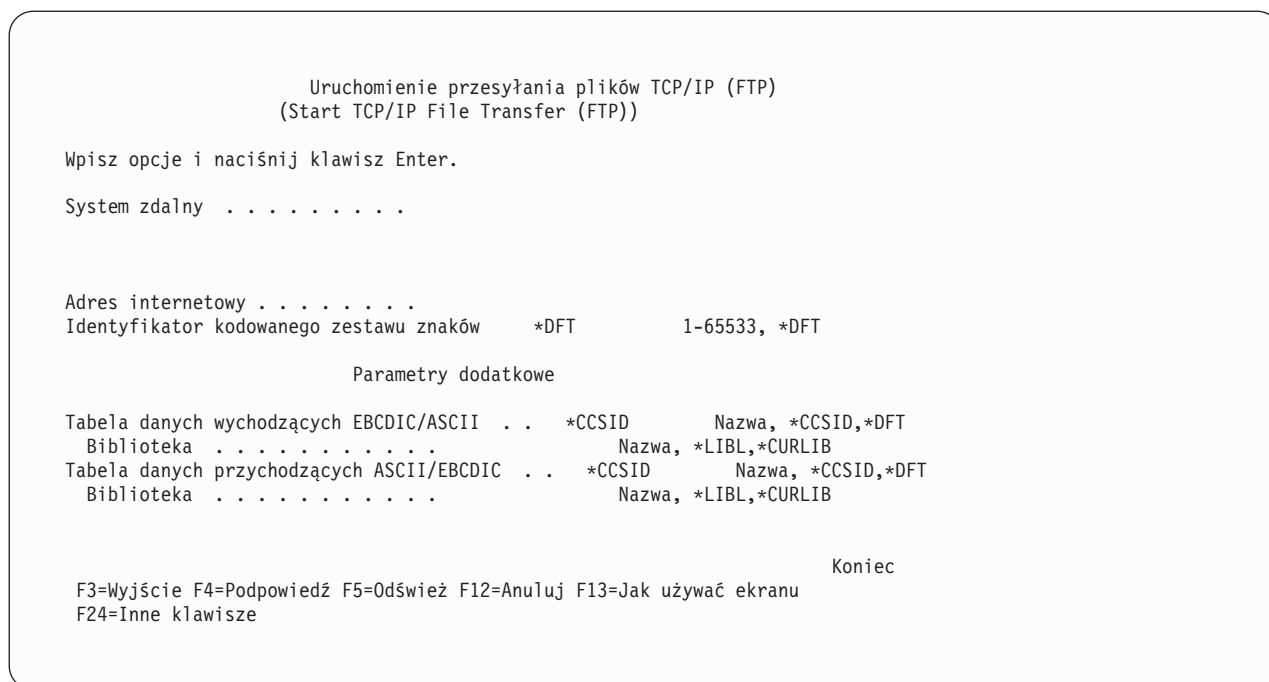 Uruchomienie przesyłania plików TCP/IP (FTP)
(Start TCP/IP File Transfer (FTP))
Wpisz opcje i naciśnij klawisz Enter.
System zdalny . . . . . . . . .
Adres internetowy . . . . . . . .
Identyfikator kodowanego zestawu znaków *DFT 1-65533, *DFT
Parametry dodatkowe
Tabela danych wychodzących EBCDIC/ASCII . . *CCSID Nazwa, *CCSID,*DFT
Biblioteka . . . . . . . . . . . Nazwa, *LIBL,*CURLIB
Tabela danych przychodzących ASCII/EBCDIC . . *CCSID Nazwa, *CCSID,*DFT
Biblioteka . . . . . . . . . . . Nazwa, *LIBL,*CURLIB
Koniec
F3=Wyjście F4=Podpowiedź F5=Odśwież F12=Anuluj F13=Jak używać ekranu
F24=Inne klawisze